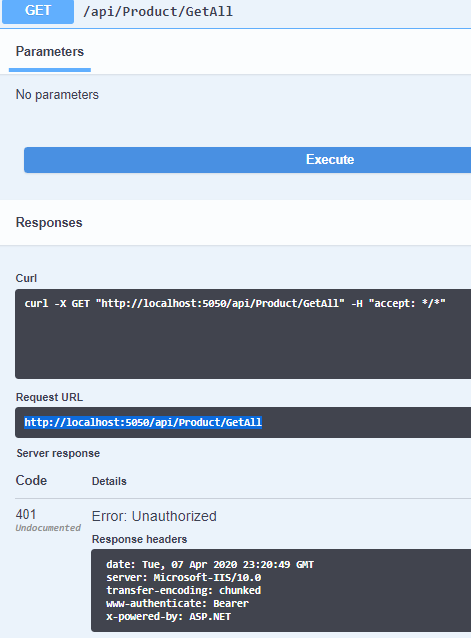 GET /api/Product/GetAll
Parameters
No parameters
Execute
Responses
Curl
curl -X GET "http://localhost:5050/api/Product/GetAll" -H "accept: */*"
Request URL
http://localhost:5050/api/Product/GetAll
Server response
Code Details
401 Error: Unauthorized
Undocumented
Response headers
date: Tue, 07 Apr 2020 23:20:49 GMT
server: Microsoft-IIS/10.0
transfer-encoding: chunked
www-authenticate: Bearer
x-powered-by: ASP.NET